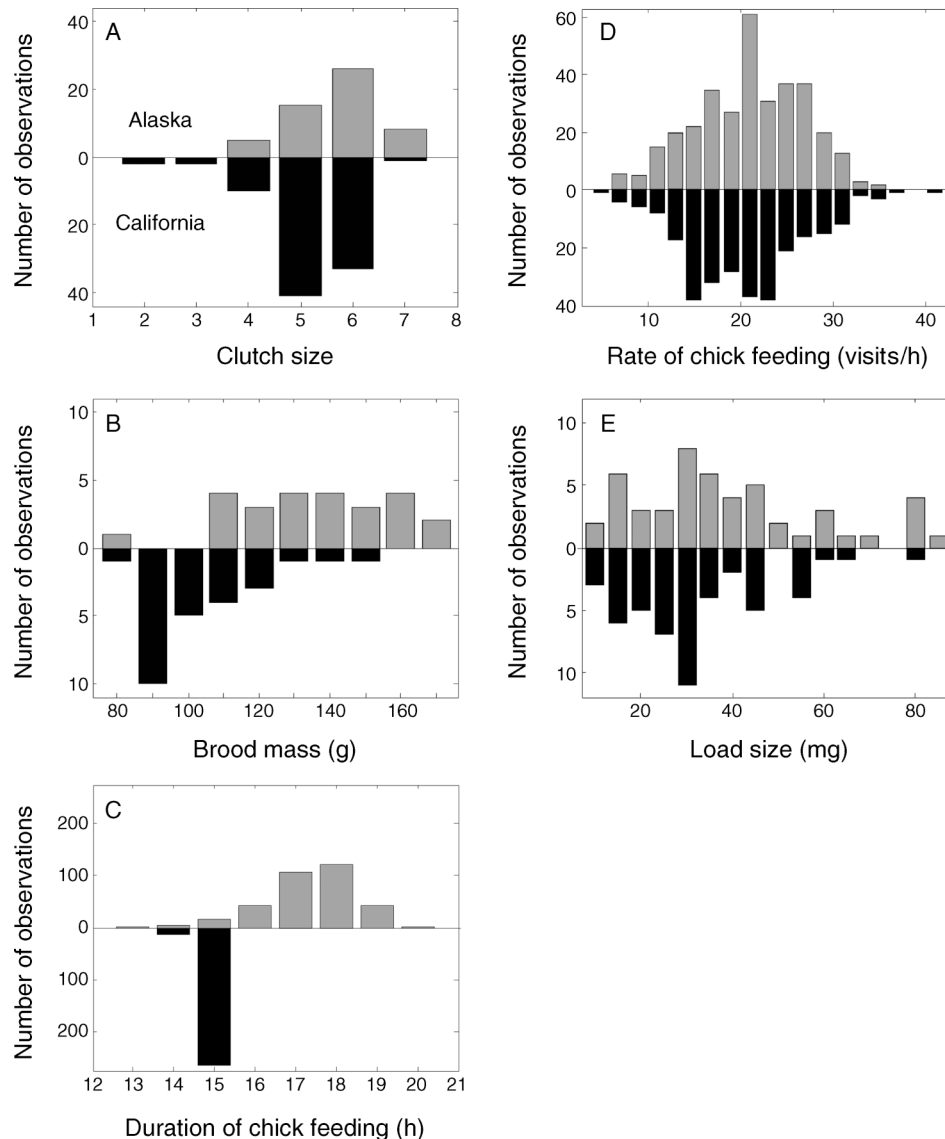 A
Number of observations
40
20
0
20
40
Alaska
California
1 2 3 4 5 6 7 8
Clutch size
D
Number of observations
60
40
20
0
20
40
10 20 30 40
Rate of chick feeding (visits/h)
B
Number of observations
10
5
0
5
10
80 100 120 140 160
Brood mass (g)
E
Number of observations
10
5
0
5
10
20 40 60 80
Load size (mg)
C
Number of observations
200
100
0
100
200
12 13 14 15 16 17 18 19 20 21
Duration of chick feeding (h)